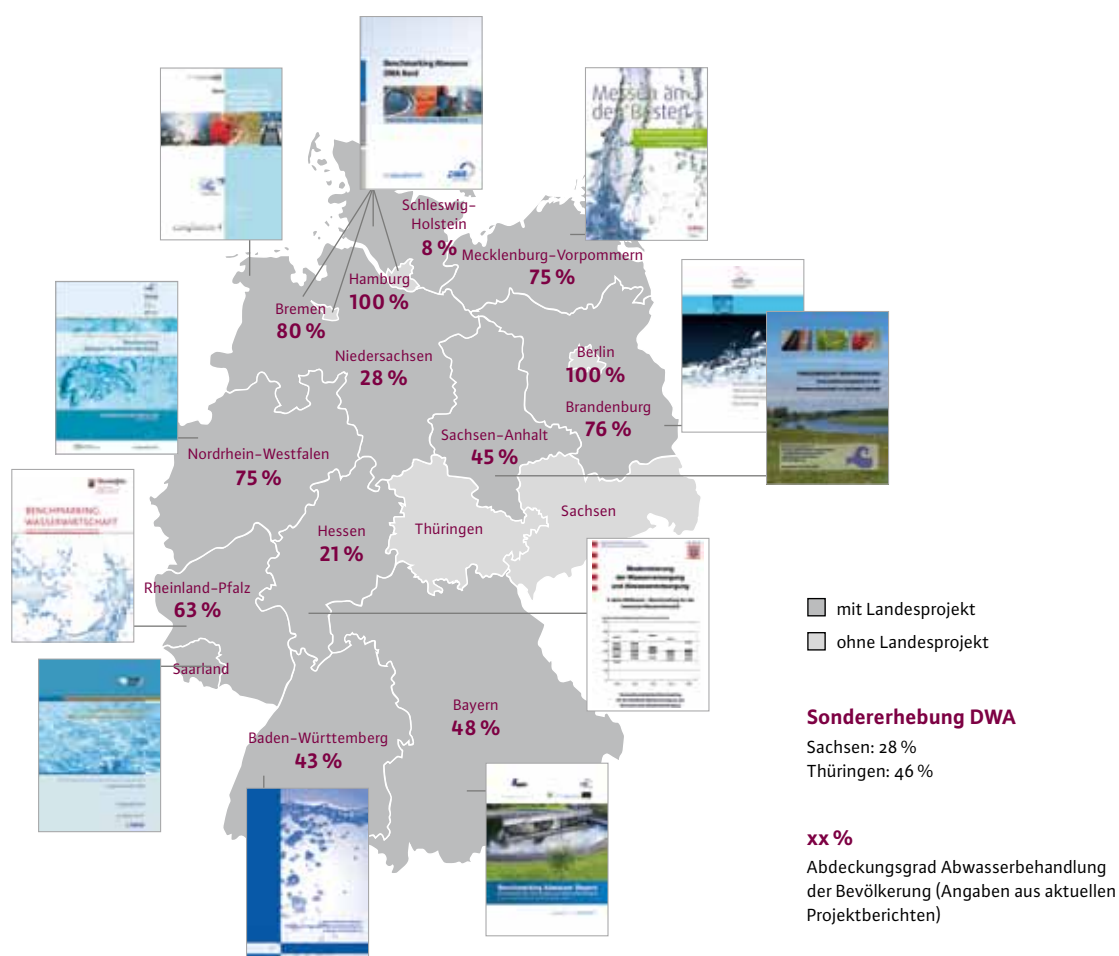 Benchmarking Abwasser
DWA Nord
Messen an
den Besten
Schleswig-
Holstein
8 %
Mecklenburg-Vorpommern
75 %
Hamburg
100 %
Bremen
80 %
Niedersachsen
28 %
Berlin
100 %
Brandenburg
76 %
Sachsen-Anhalt
45 %
Nordrhein-Westfalen
75 %
BENCHMARKING
WASSERWIRTSCHAFT
Hessen
21 %
Thüringen
Sachsen
Rheinland-Pfalz
63 %
Modernisierung
der Wasserversorgung
und Abwasserentsorgung
Saarland
Bayern
48 %
Baden-Württemberg
43 %
Benchmarking Abwasser Bayern
mit Landesprojekt
ohne Landesprojekt
Sondererhebung DWA
Sachsen: 28 %
Thüringen: 46 %
xx %
Abdeckungsgrad Abwasserbehandlung
der Bevölkerung (Angaben aus aktuellen
Projektberichten)